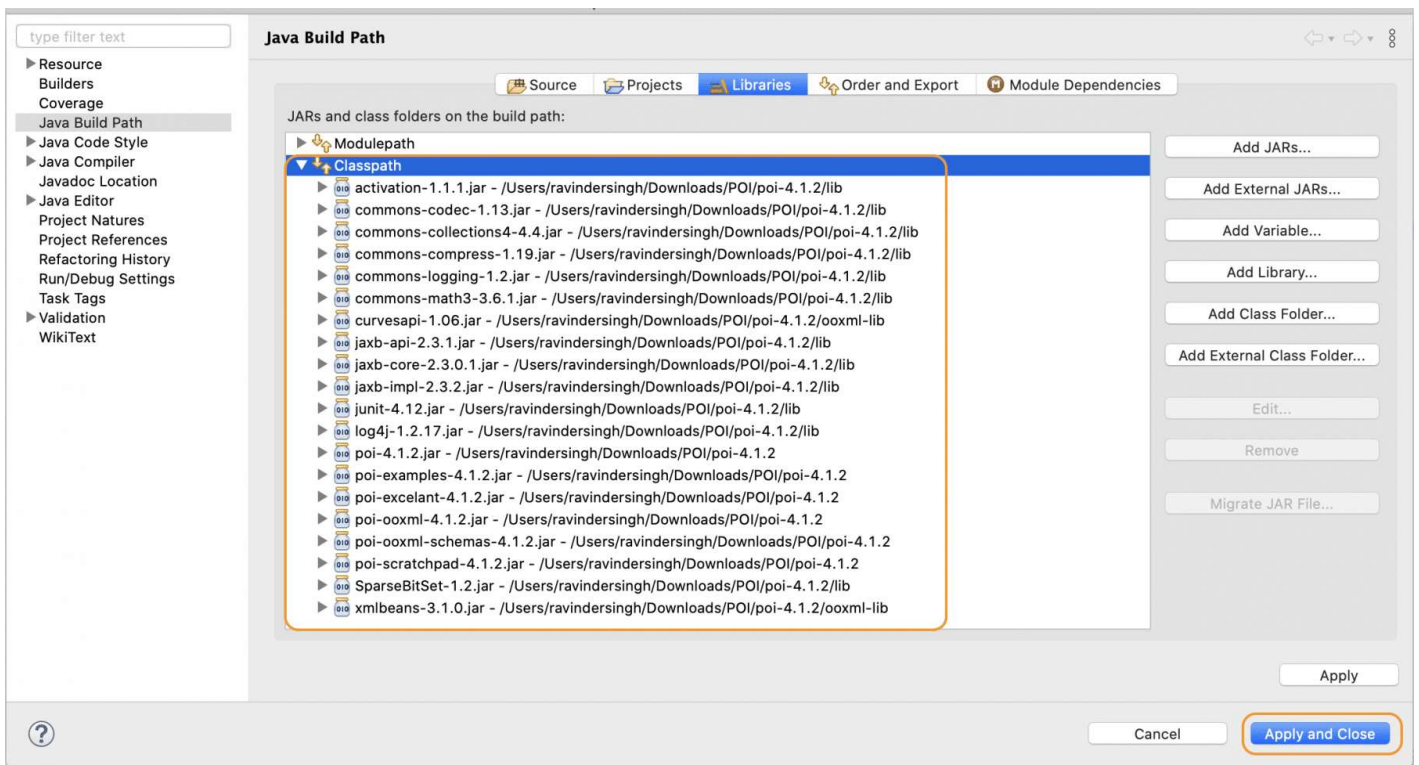 type filter text
Resource
Builders
Coverage
Java Build Path
Java Code Style
Java Compiler
Javadoc Location
Java Editor
Project Natures
Project References
Refactoring History
Run/Debug Settings
Task Tags
Validation
WikiText
Java Build Path
Source Projects Libraries Order and Export Module Dependencies
JARs and class folders on the build path:
Modulepath
Classpath
activation-1.1.1.jar - /Users/ravindersingh/Downloads/POI/poi-4.1.2/lib
commons-codec-1.13.jar - /Users/ravindersingh/Downloads/POI/poi-4.1.2/lib
commons-collections4-4.4.jar - /Users/ravindersingh/Downloads/POI/poi-4.1.2/lib
commons-compress-1.19.jar - /Users/ravindersingh/Downloads/POI/poi-4.1.2/lib
commons-logging-1.2.jar - /Users/ravindersingh/Downloads/POI/poi-4.1.2/lib
commons-math3-3.6.1.jar - /Users/ravindersingh/Downloads/POI/poi-4.1.2/lib
curvesapi-1.06.jar - /Users/ravindersingh/Downloads/POI/poi-4.1.2/ooxml-lib
jaxb-api-2.3.1.jar - /Users/ravindersingh/Downloads/POI/poi-4.1.2/lib
jaxb-core-2.3.0.1.jar - /Users/ravindersingh/Downloads/POI/poi-4.1.2/lib
jaxb-impl-2.3.2.jar - /Users/ravindersingh/Downloads/POI/poi-4.1.2/lib
junit-4.12.jar - /Users/ravindersingh/Downloads/POI/poi-4.1.2/lib
log4j-1.2.17.jar - /Users/ravindersingh/Downloads/POI/poi-4.1.2/lib
poi-4.1.2.jar - /Users/ravindersingh/Downloads/POI/poi-4.1.2
poi-examples-4.1.2.jar - /Users/ravindersingh/Downloads/POI/poi-4.1.2
poi-excelant-4.1.2.jar - /Users/ravindersingh/Downloads/POI/poi-4.1.2
poi-ooxml-4.1.2.jar - /Users/ravindersingh/Downloads/POI/poi-4.1.2
poi-ooxml-schemas-4.1.2.jar - /Users/ravindersingh/Downloads/POI/poi-4.1.2
poi-scratchpad-4.1.2.jar - /Users/ravindersingh/Downloads/POI/poi-4.1.2
SparseBitSet-1.2.jar - /Users/ravindersingh/Downloads/POI/poi-4.1.2/lib
xmlbeans-3.1.0.jar - /Users/ravindersingh/Downloads/POI/poi-4.1.2/ooxml-lib
Add JARs...
Add External JARs...
Add Variable...
Add Library...
Add Class Folder...
Add External Class Folder...
Edit...
Remove
Migrate JAR File...
Apply
? Cancel Apply and Close